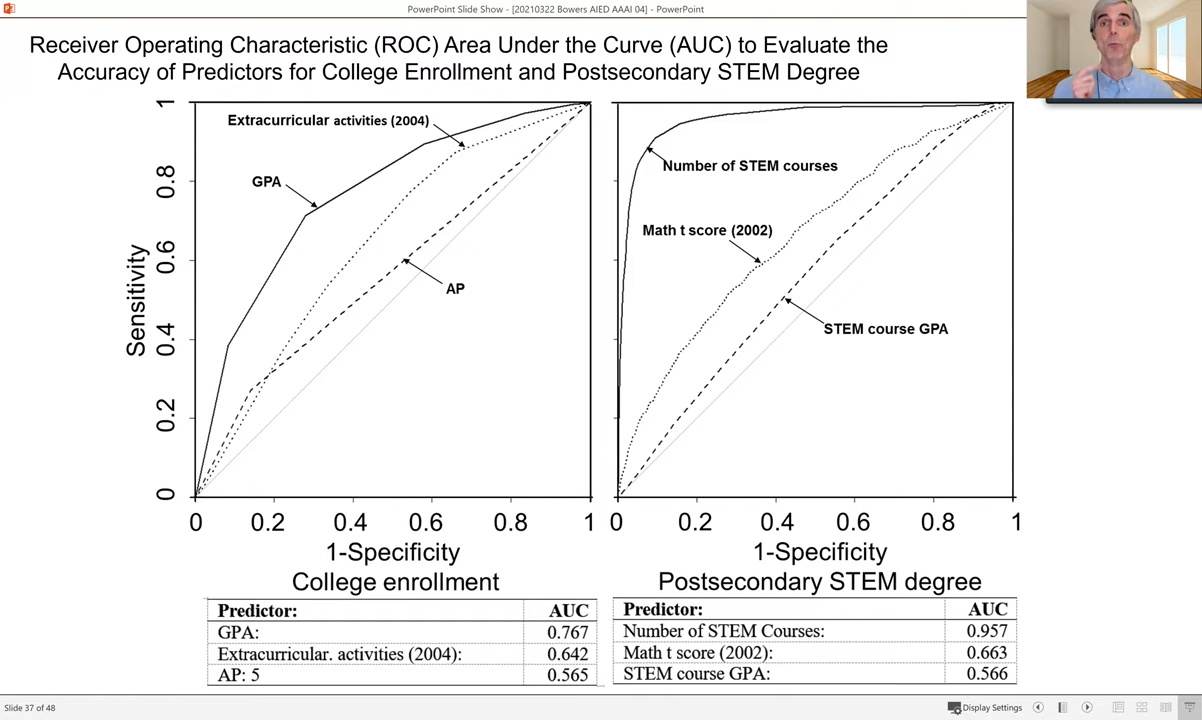 PowerPoint Slide Show - [20210322 Bowers AIED AAAI 04] - PowerPoint
Receiver Operating Characteristic (ROC) Area Under the Curve (AUC) to Evaluate the
Accuracy of Predictors for College Enrollment and Postsecondary STEM Degree
Sensitivity
1
0.8
0.6
0.4
0.2
0
Extracurricular activities (2004)
GPA
AP
0 0.2 0.4 0.6 0.8 1
1-Specificity
College enrollment
Number of STEM courses
Math t score (2002)
STEM course GPA
0 0.2 0.4 0.6 0.8 1
1-Specificity
Postsecondary STEM degree
Predictor: AUC
GPA: 0.767
Extracurricular. activities (2004): 0.642
AP: 5 0.565
Predictor: AUC
Number of STEM Courses: 0.957
Math t score (2002): 0.663
STEM course GPA: 0.566
Slide 37 of 48
Display Settings